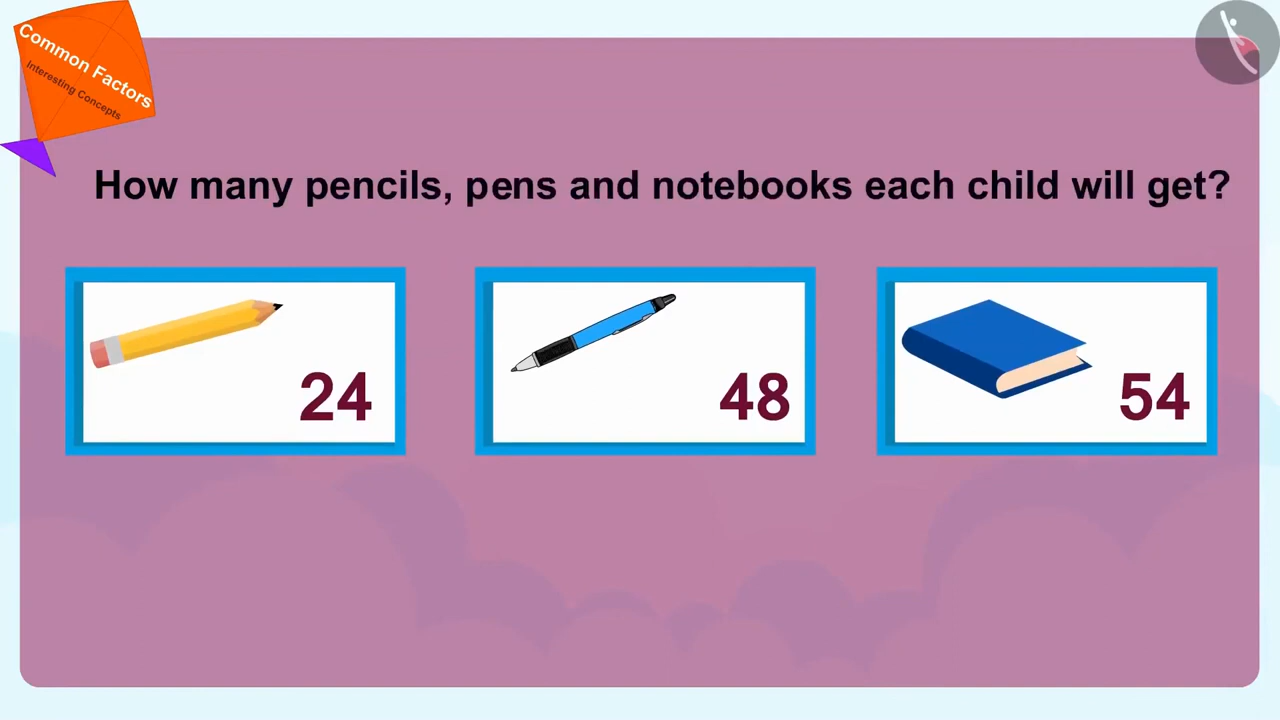 Common Factors
Interesting Concepts
How many pencils, pens and notebooks each child will get?
24
48
54